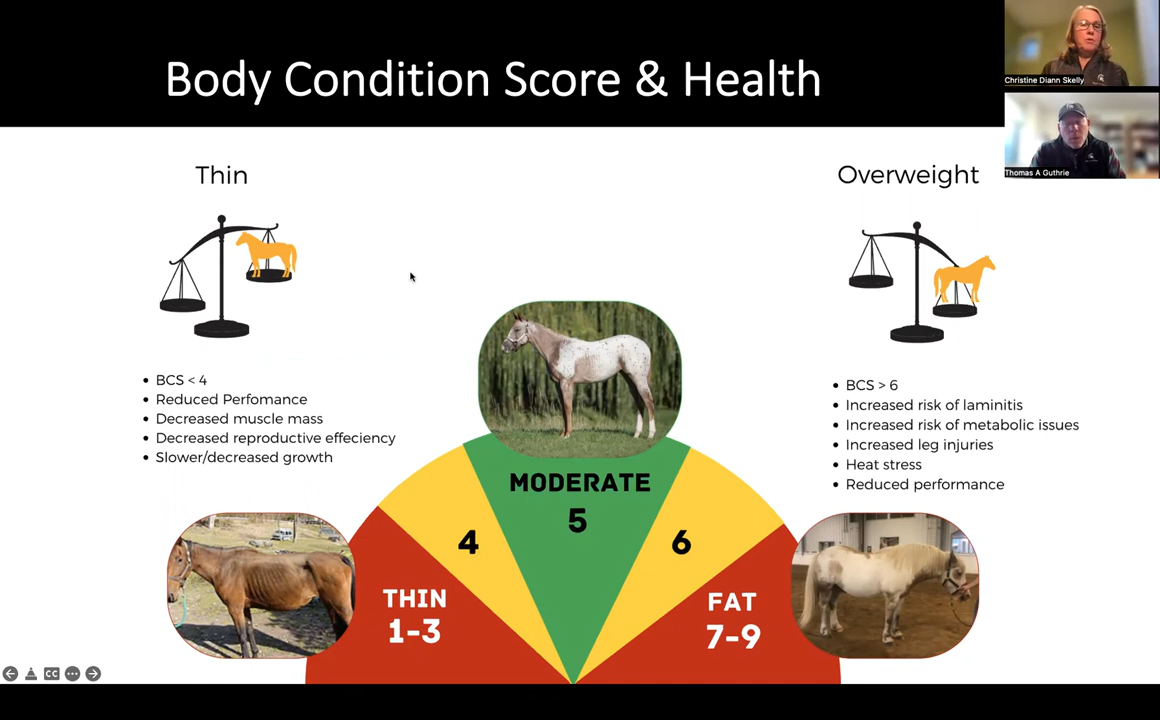 Body Condition Score & Health
Christine Diann Skelly
Thomas A Guthrie
Thin
Overweight
• BCS < 4
• Reduced Perfomance
• Decreased muscle mass
• Decreased reproductive effeciency
• Slower/decreased growth
• BCS > 6
• Increased risk of laminitis
• Increased risk of metabolic issues
• Increased leg injuries
• Heat stress
• Reduced performance
MODERATE
5
4
6
THIN
1-3
FAT
7-9
CC